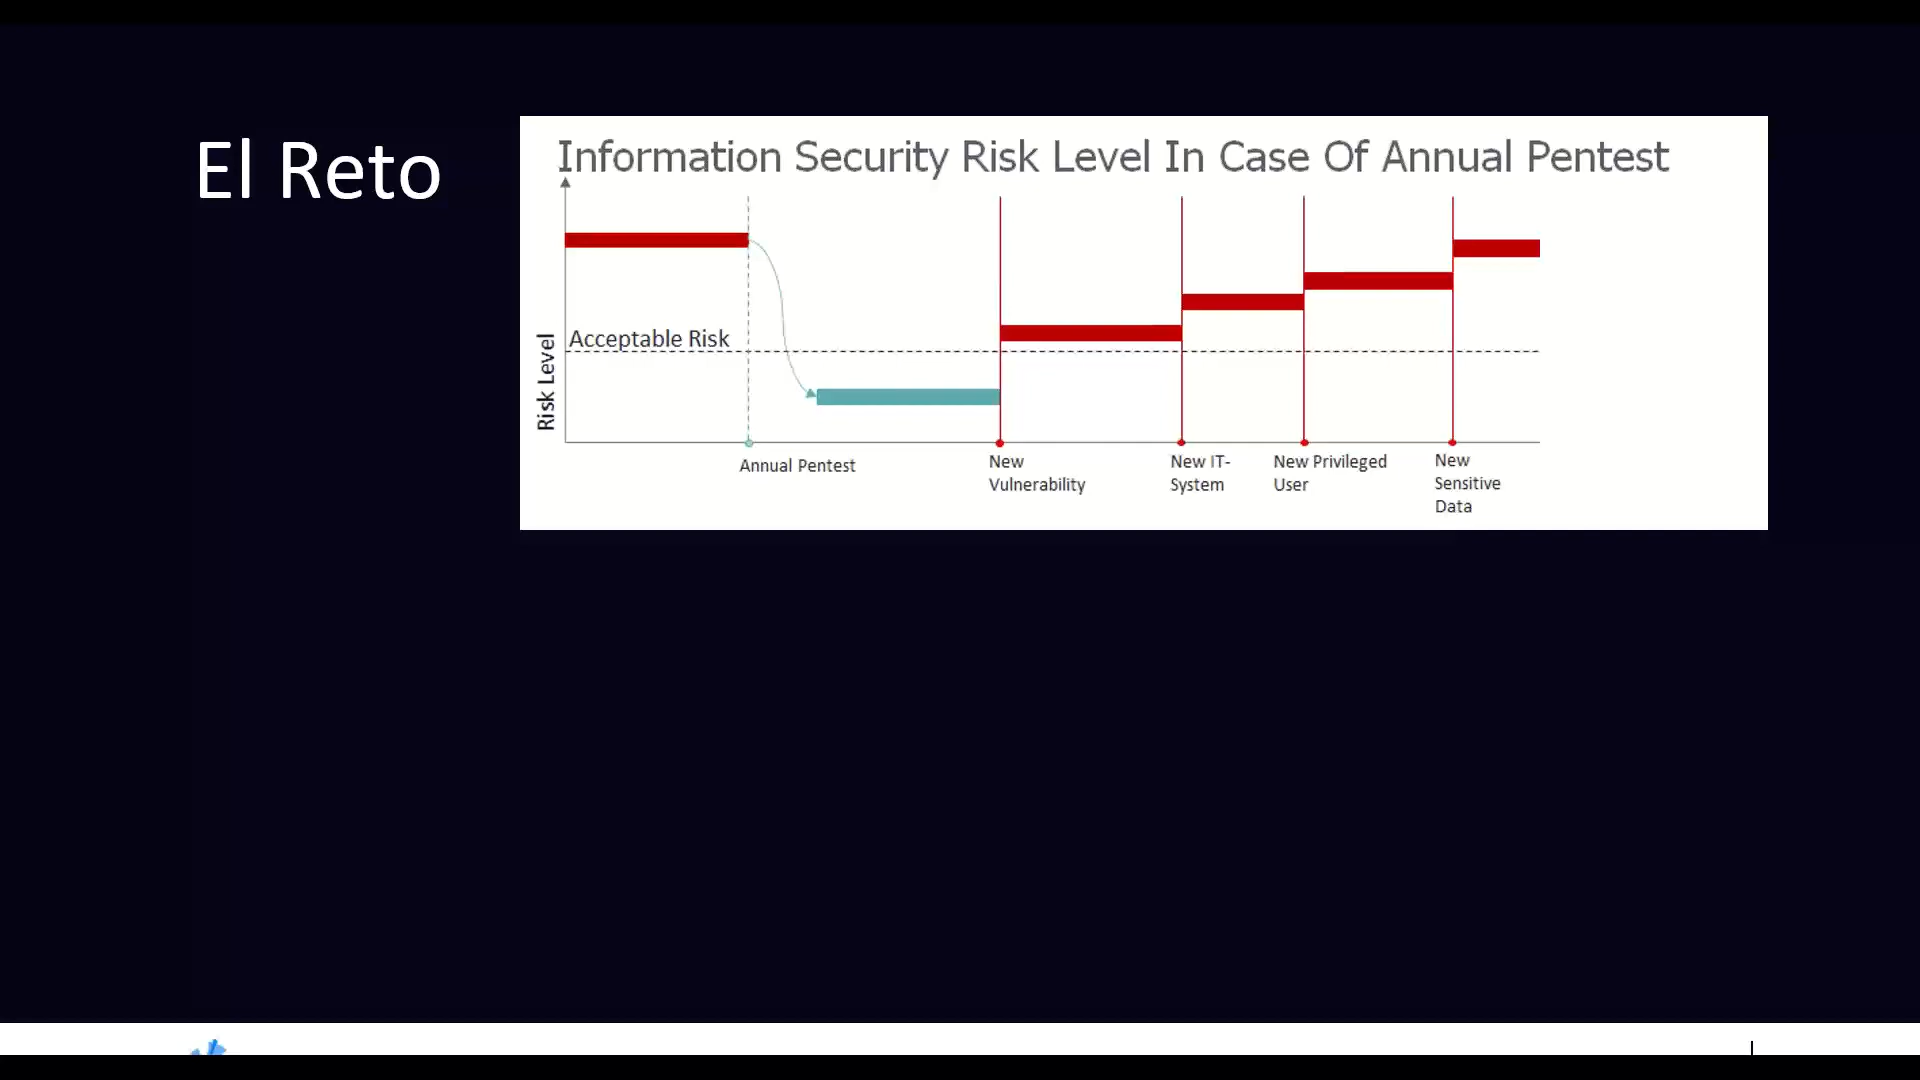 El Reto
Information Security Risk Level In Case Of Annual Pentest
Risk Level
Acceptable Risk
Annual Pentest
New
Vulnerability
New IT-
System
New Privileged
User
New
Sensitive
Data